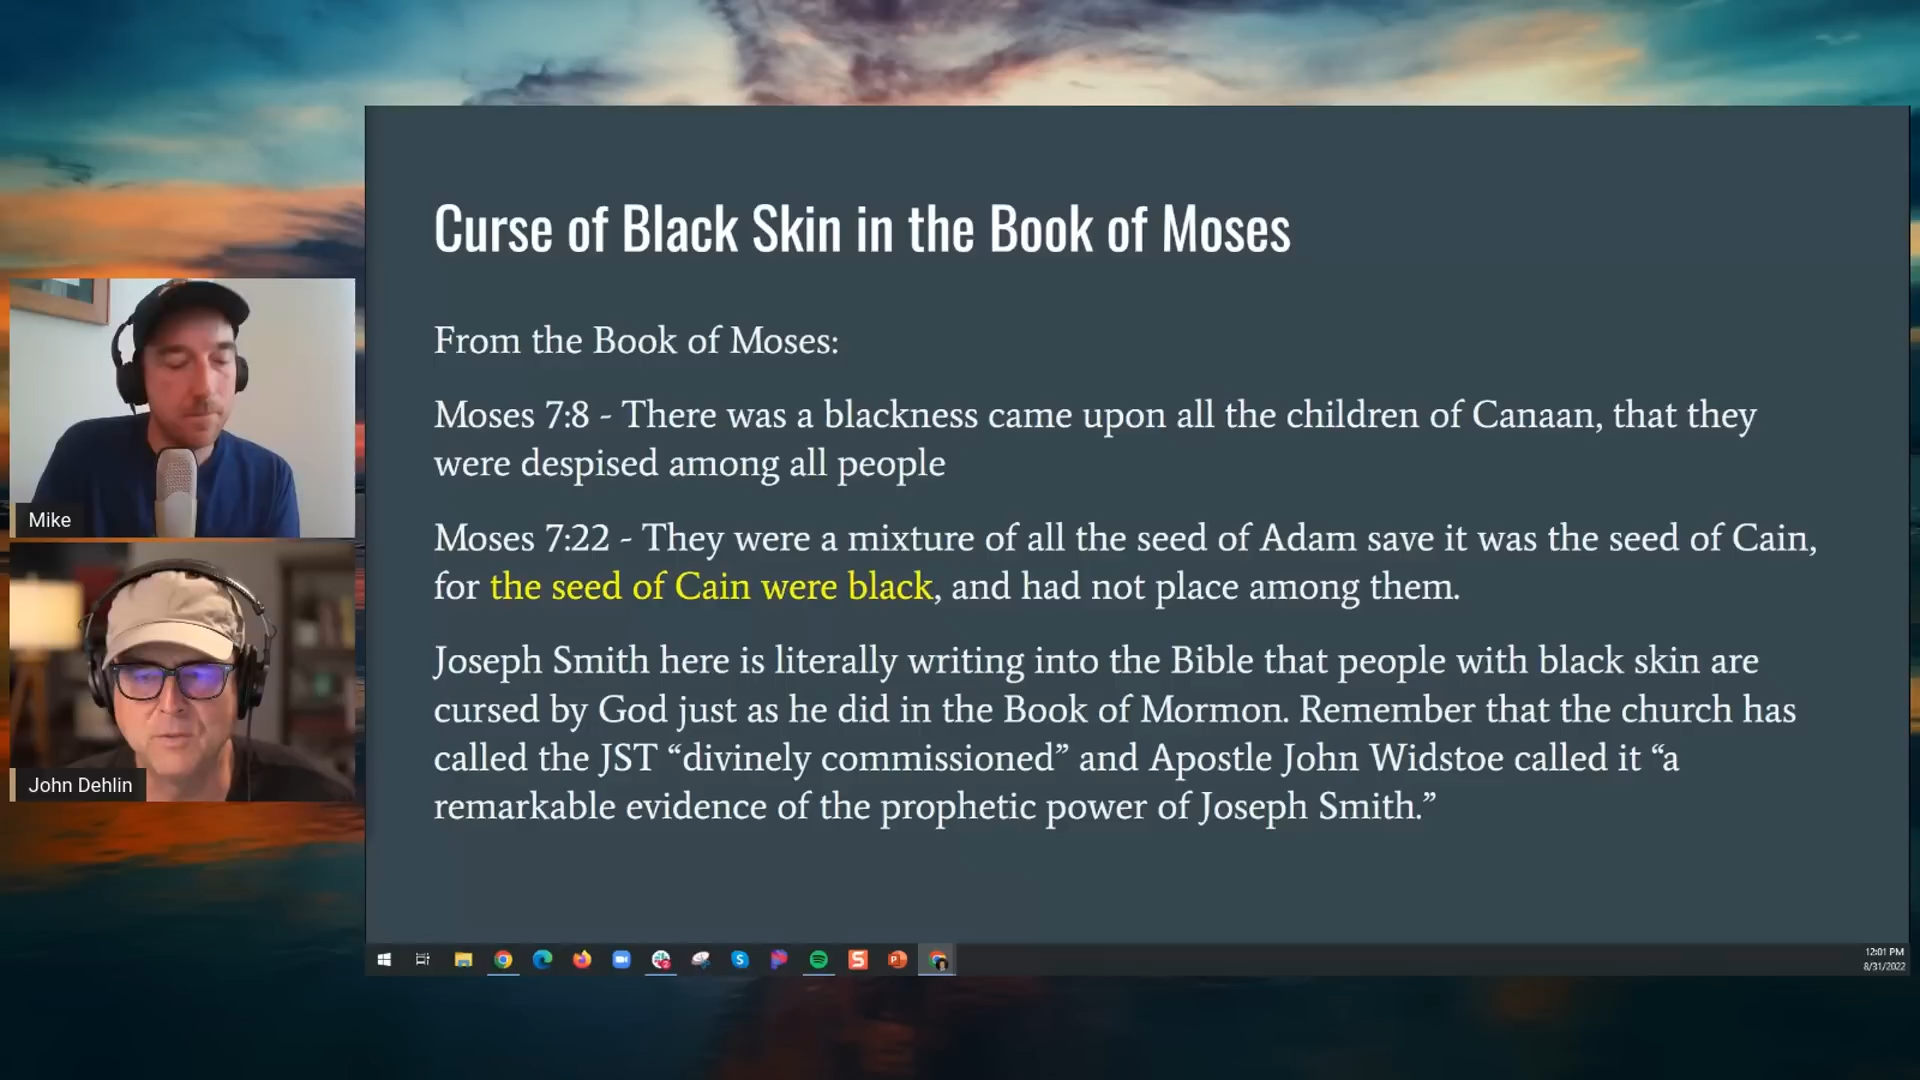 Curse of Black Skin in the Book of Moses
From the Book of Moses:
Moses 7:8 - There was a blackness came upon all the children of Canaan, that they
were despised among all people
Moses 7:22 - They were a mixture of all the seed of Adam save it was the seed of Cain,
for the seed of Cain were black, and had not place among them.
Joseph Smith here is literally writing into the Bible that people with black skin are
cursed by God just as he did in the Book of Mormon. Remember that the church has
called the JST “divinely commissioned” and Apostle John Widstoe called it “a
remarkable evidence of the prophetic power of Joseph Smith.”
Mike
John Dehlin
12:01 PM
8/31/2022